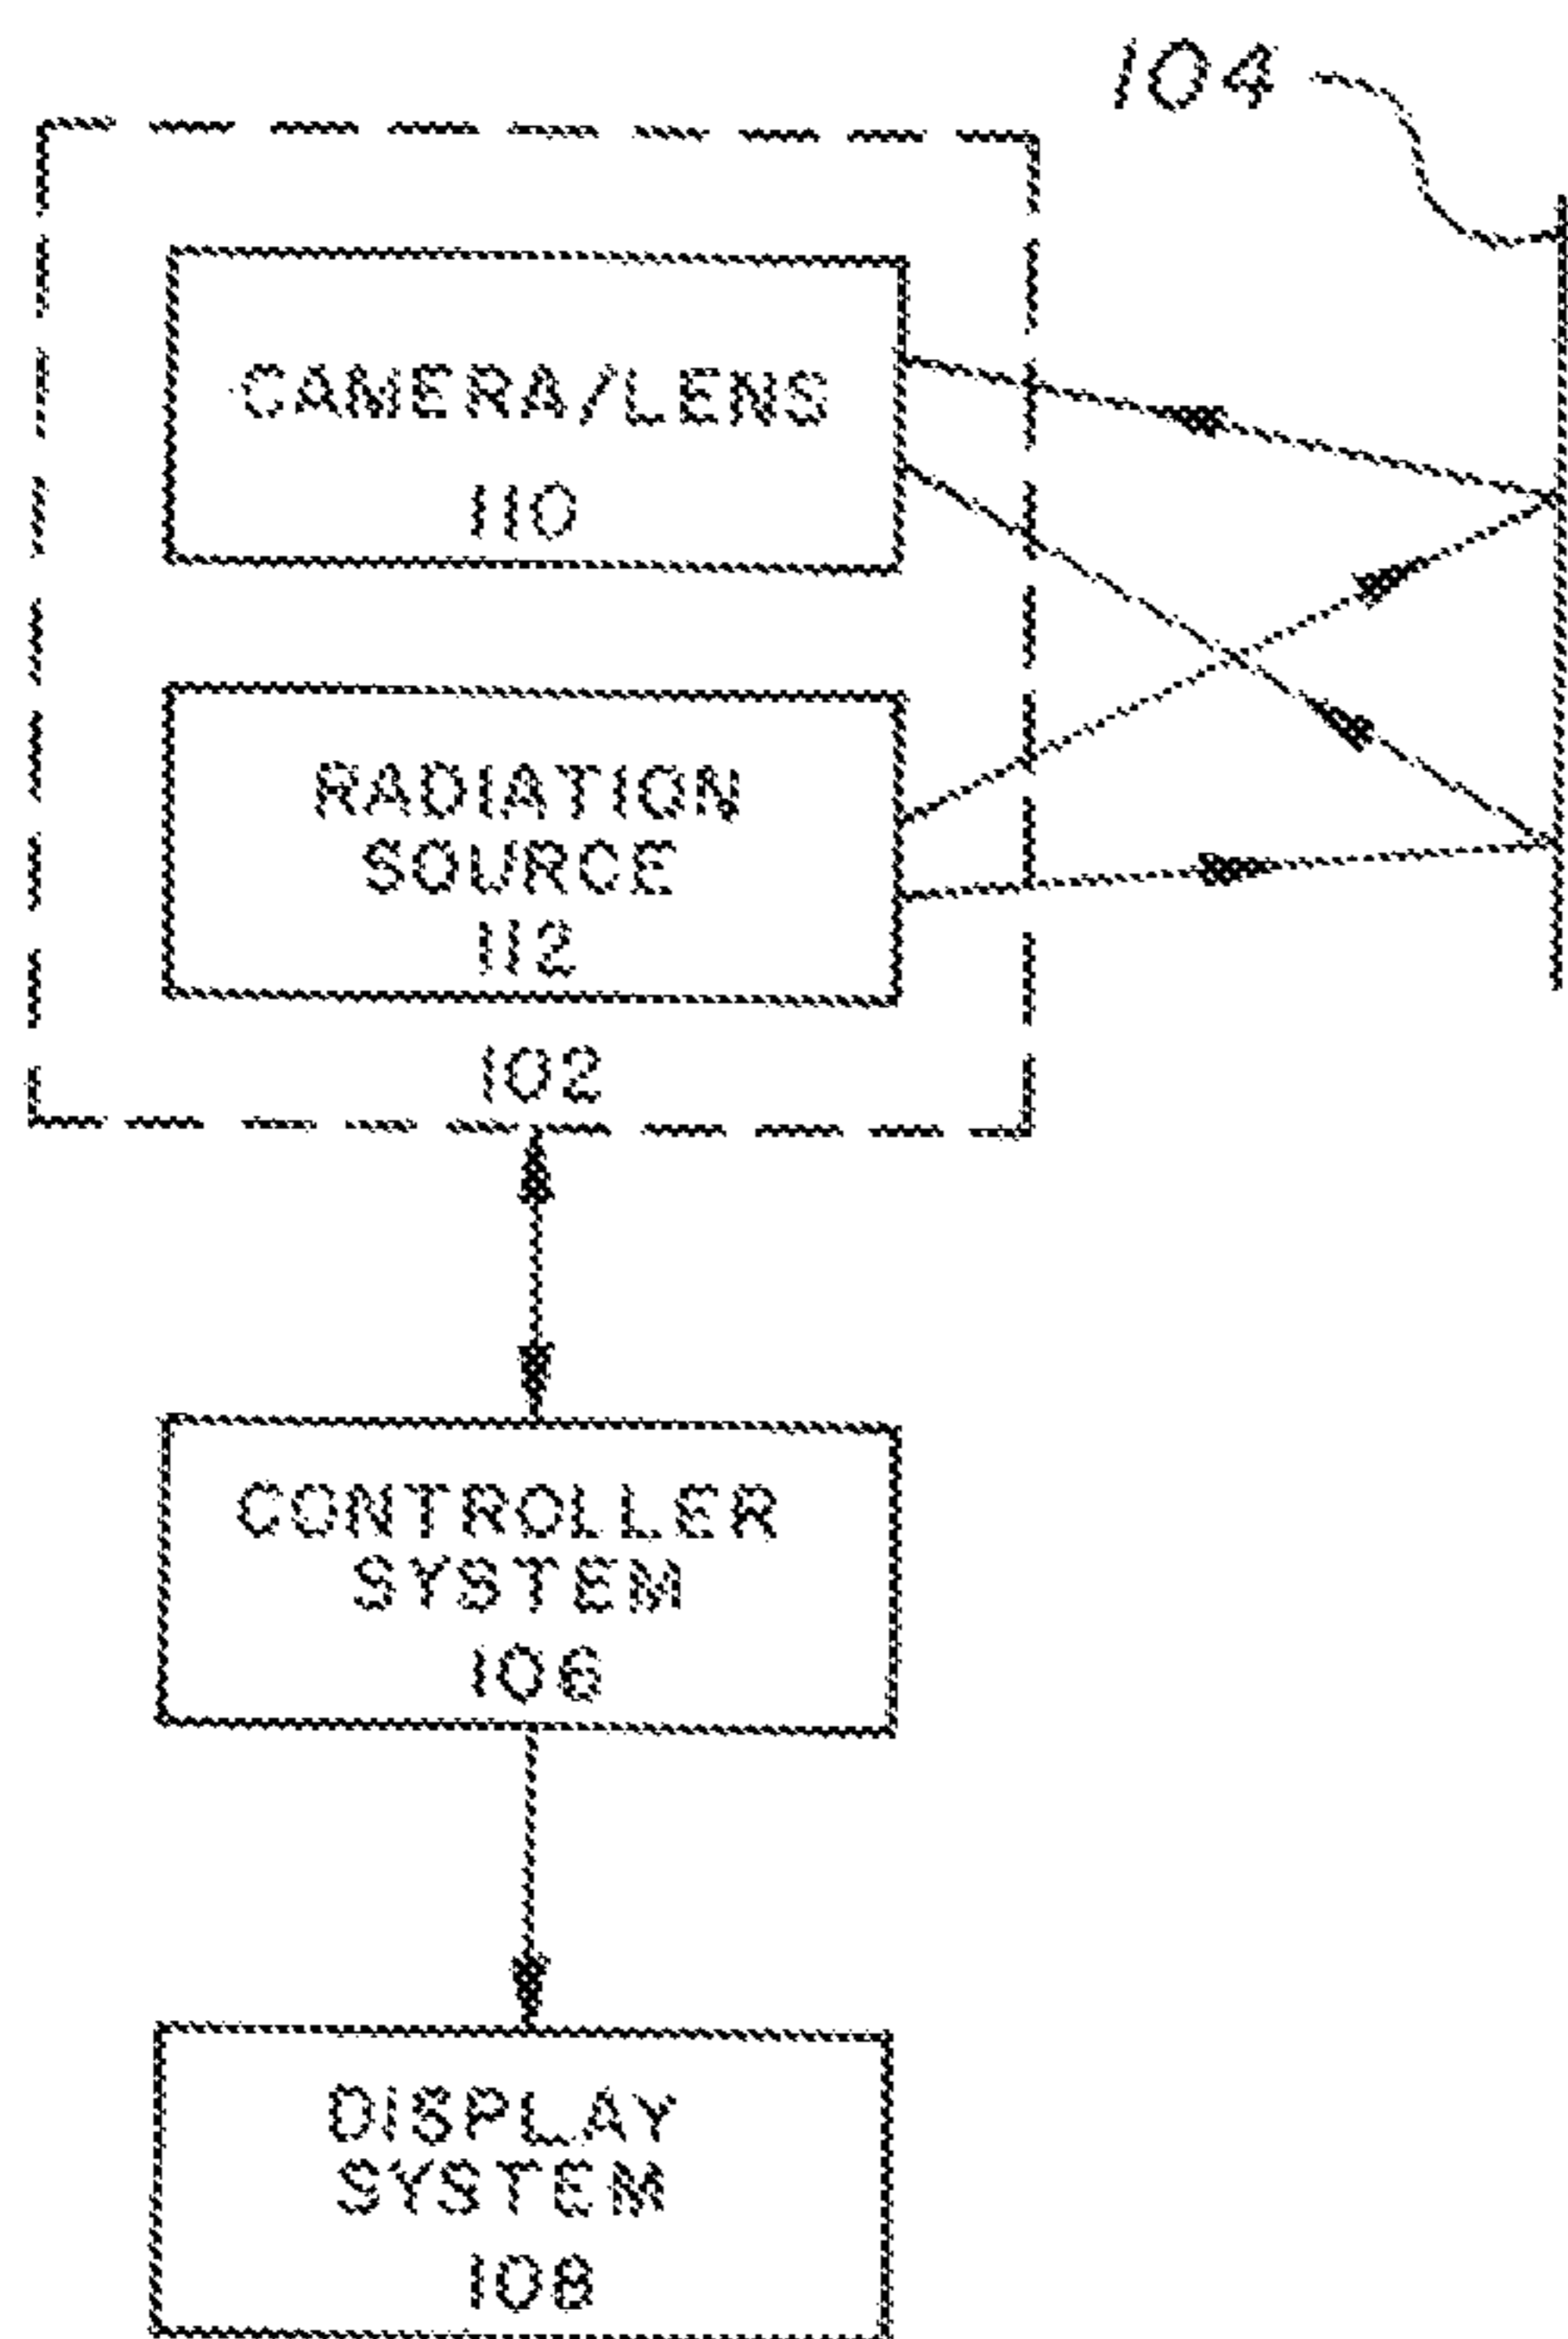 104
CAMERA/LENS
110
RADIATION
SOURCE
112
102
CONTROLLER
SYSTEM
106
DISPLAY
SYSTEM
108